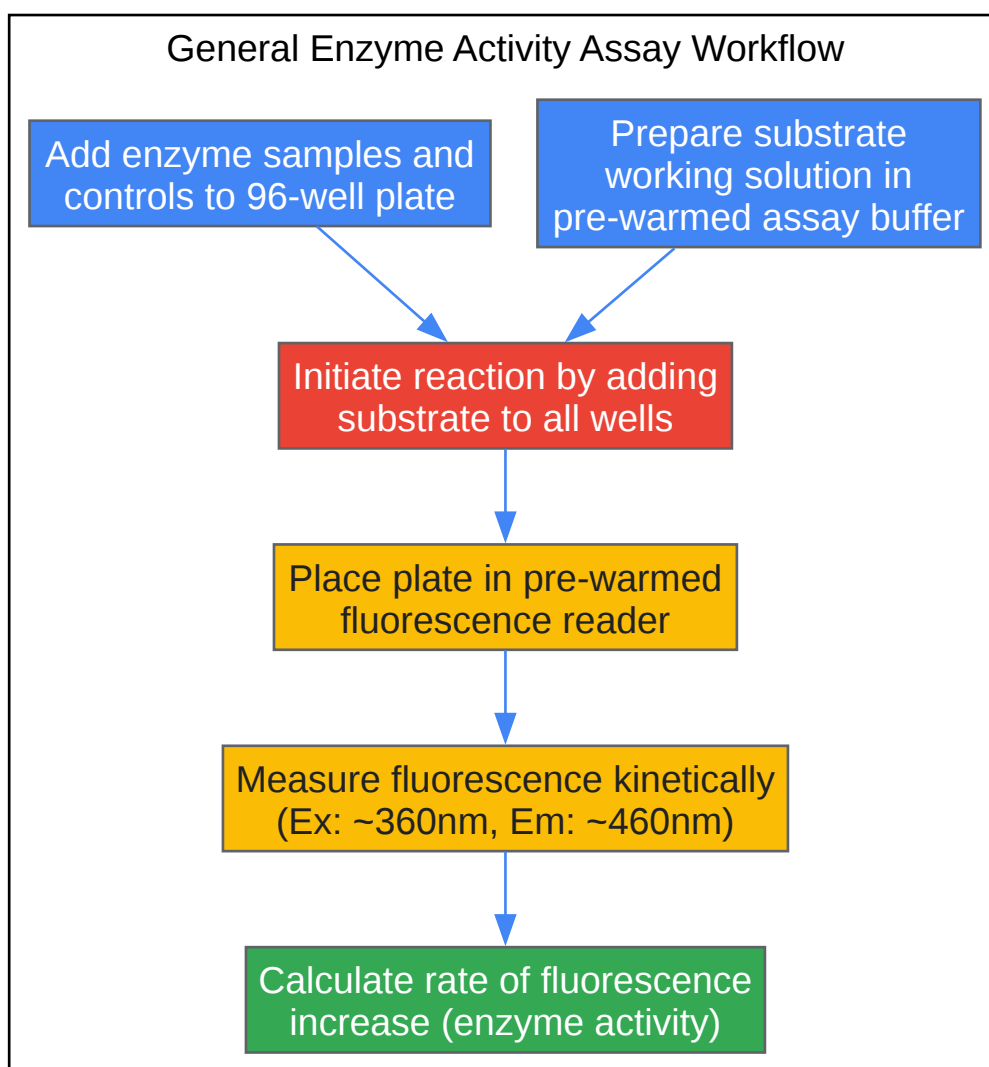 General Enzyme Activity Assay Workflow
Add enzyme samples and
controls to 96-well plate
Prepare substrate
working solution in
pre-warmed assay buffer
Initiate reaction by adding
substrate to all wells
Place plate in pre-warmed
fluorescence reader
Measure fluorescence kinetically
(Ex: ~360nm, Em: ~460nm)
Calculate rate of fluorescence
increase (enzyme activity)